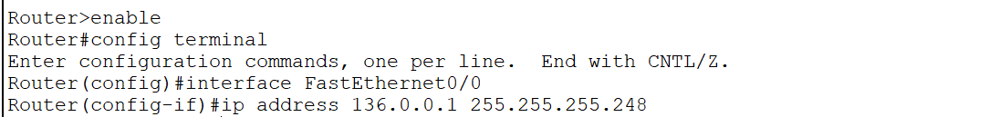 Router>enable
Router#config terminal
Enter configuration commands, one per line.  End with CNTL/Z.
Router(config)#interface FastEthernet0/0
Router(config-if)#ip address 136.0.0.1 255.255.255.248